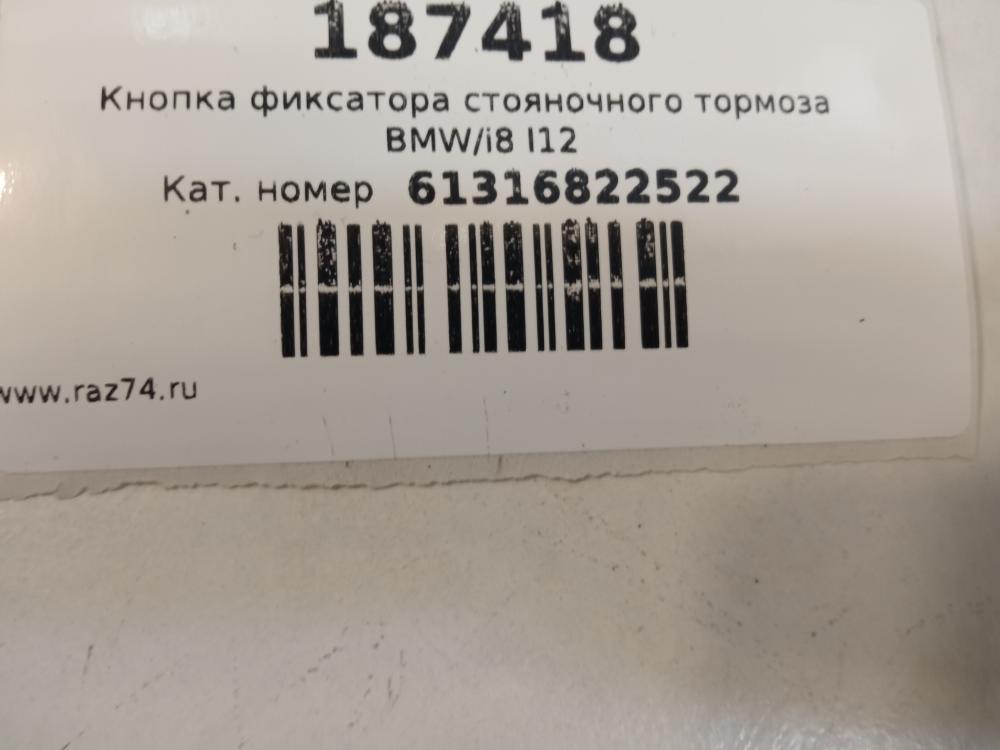 187418
Кнопка фиксатора стояночного тормоза
BMW/i8 I12
Кат. номер 61316822522
www.raz74.ru